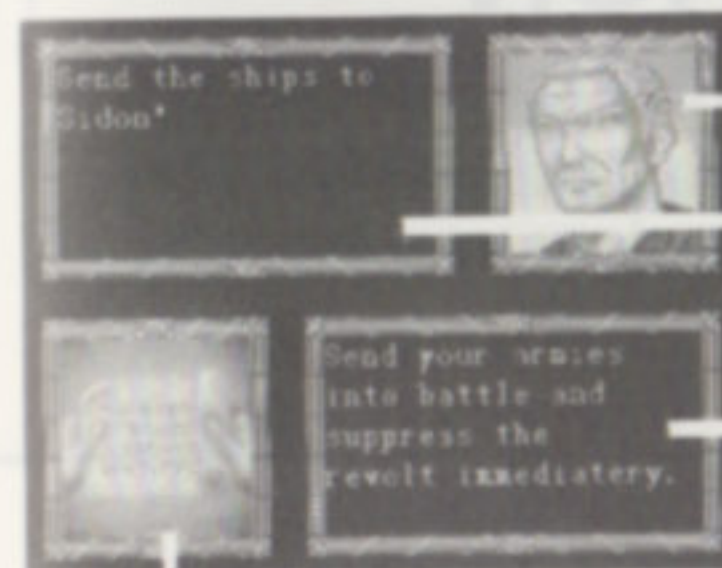 Send the ships to
Sidon'
Send your armies
into battle and
suppress the
revolt immediatery.